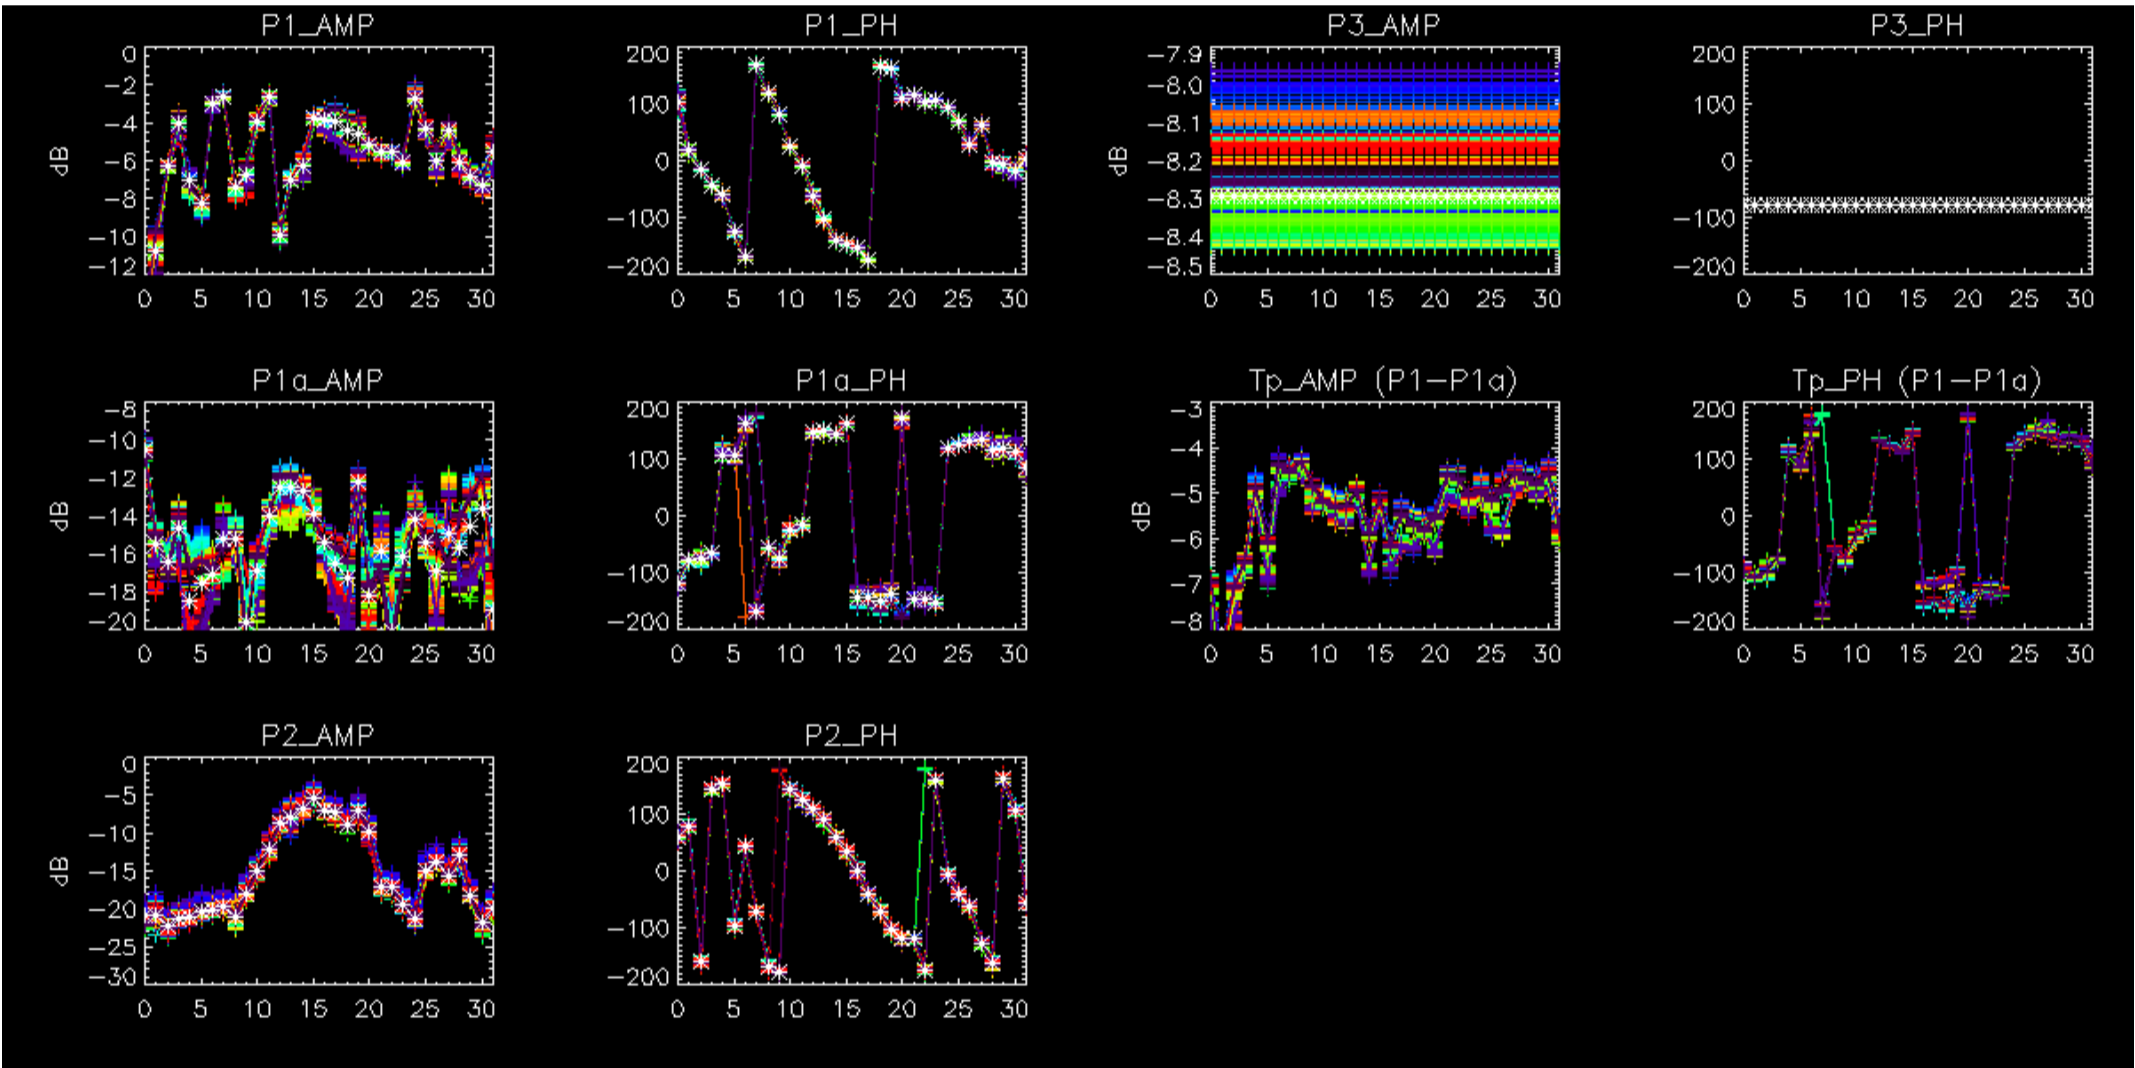 P1_AMP
P1_PH
P3_AMP
P3_PH
0
−2
−4
−6
−8
−10
−12
dB
0 5 10 15 20 25 30
200
100
0
−100
−200
0 5 10 15 20 25 30
−7.9
−8.0
−8.1
−8.2
−8.3
−8.4
−8.5
dB
0 5 10 15 20 25 30
200
100
0
−100
−200
0 5 10 15 20 25 30
P1a_AMP
P1a_PH
Tp_AMP (P1−P1a)
Tp_PH (P1−P1a)
−8
−10
−12
−14
−16
−18
−20
dB
0 5 10 15 20 25 30
200
100
0
−100
−200
0 5 10 15 20 25 30
−3
−4
−5
−6
−7
−8
dB
0 5 10 15 20 25 30
200
100
0
−100
−200
0 5 10 15 20 25 30
P2_AMP
P2_PH
0
−5
−10
−15
−20
−25
−30
dB
0 5 10 15 20 25 30
200
100
0
−100
−200
0 5 10 15 20 25 30